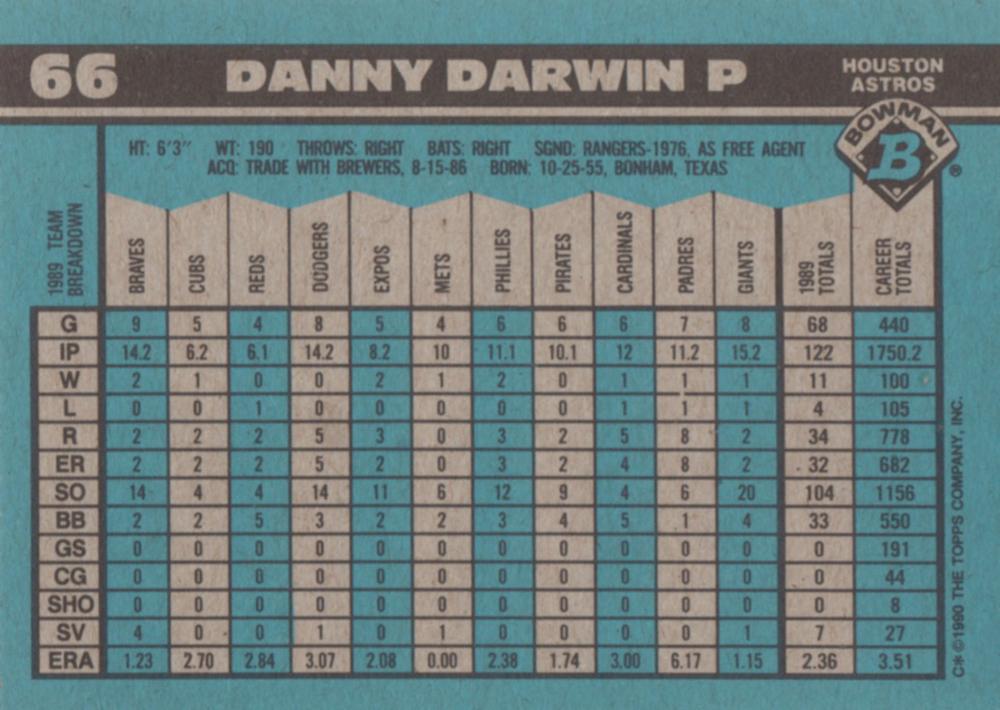 66 DANNY DARWIN P HOUSTON ASTROS
BOWMAN
B ®
HT: 6'3" WT: 190 THROWS: RIGHT BATS: RIGHT SGND: RANGERS-1976, AS FREE AGENT
ACQ: TRADE WITH BREWERS, 8-15-86 BORN: 10-25-55, BONHAM, TEXAS
1989 TEAM BREAKDOWN BRAVES CUBS REDS DODGERS EXPOS METS PHILLIES PIRATES CARDINALS PADRES GIANTS 1989 TOTALS CAREER TOTALS
G 9 5 4 8 5 4 6 6 6 7 8 68 440
IP 14.2 6.2 6.1 14.2 8.2 10 11.1 10.1 12 11.2 15.2 122 1750.2
W 2 1 0 0 2 1 2 0 1 1 1 11 100
L 0 0 1 0 0 0 0 0 1 1 1 4 105
R 2 2 2 5 3 0 3 2 5 8 2 34 778
ER 2 2 2 5 2 0 3 2 4 8 2 32 682
SO 14 4 4 14 11 6 12 9 4 6 20 104 1156
BB 2 2 5 3 2 2 3 4 5 1 4 33 550
GS 0 0 0 0 0 0 0 0 0 0 0 0 191
CG 0 0 0 0 0 0 0 0 0 0 0 0 44
SHO 0 0 0 0 0 0 0 0 0 0 0 0 8
SV 4 0 0 1 0 1 0 0 0 0 1 7 27
ERA 1.23 2.70 2.84 3.07 2.08 0.00 2.38 1.74 3.00 6.17 1.15 2.36 3.51
C* © 1990 THE TOPPS COMPANY, INC.